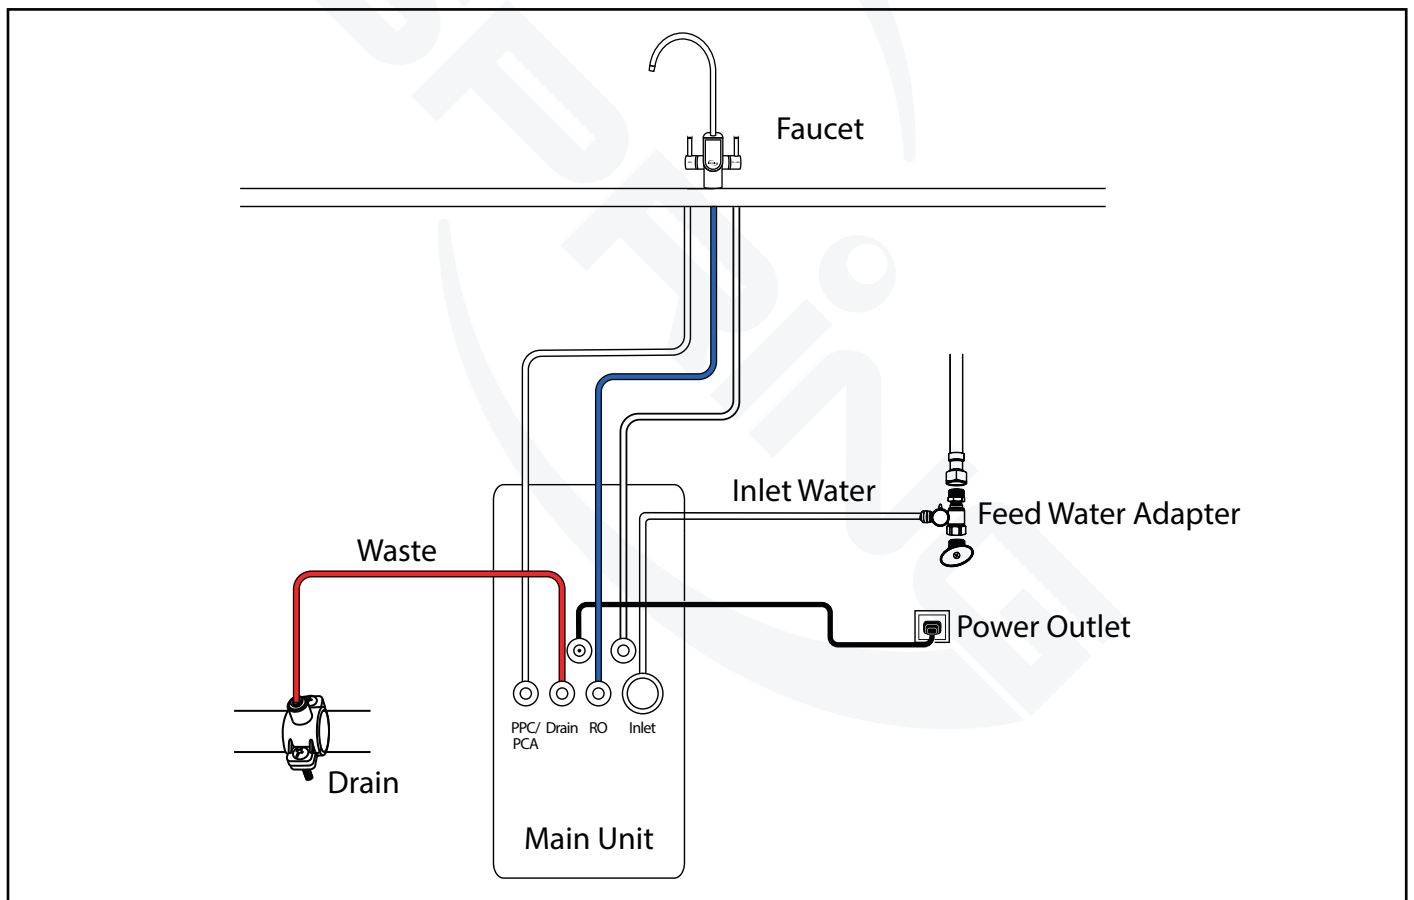 Faucet
Inlet Water
Feed Water Adapter
Waste
Power Outlet
PPC/
PCA
Drain
RO
Inlet
Drain
Main Unit